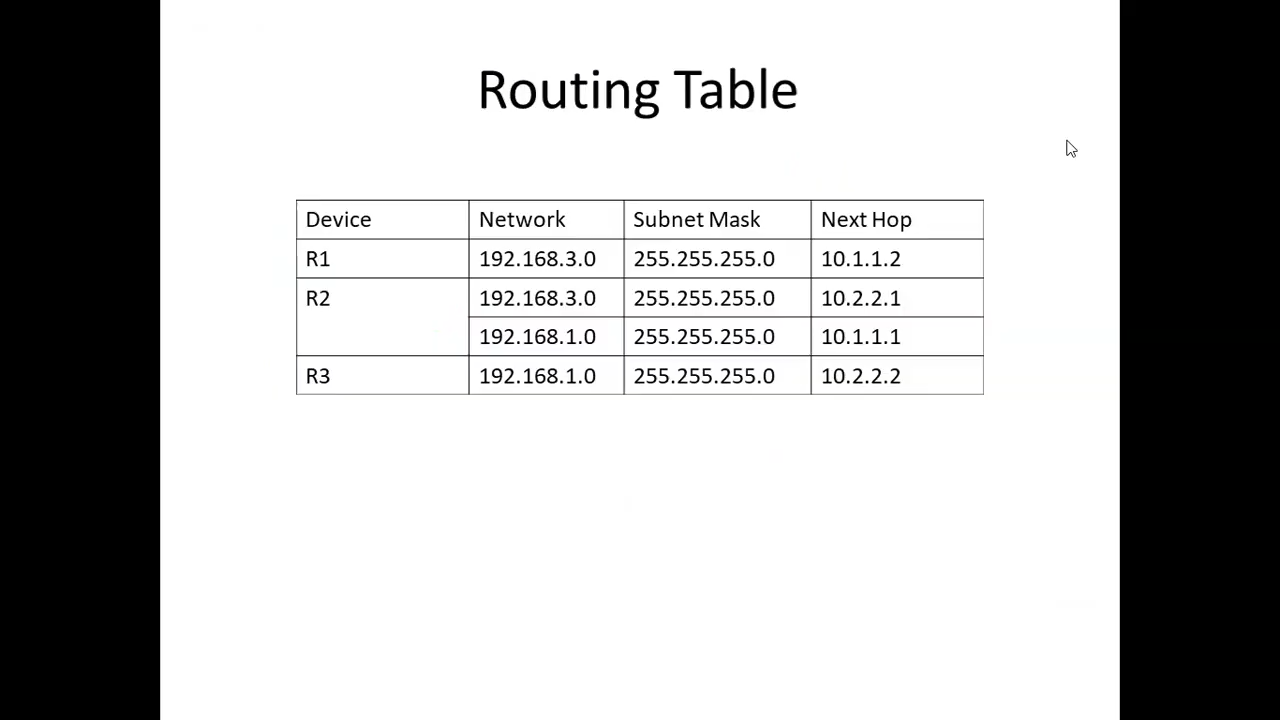 Routing Table
Device Network Subnet Mask Next Hop
R1 192.168.3.0 255.255.255.0 10.1.1.2
R2 192.168.3.0 255.255.255.0 10.2.2.1
192.168.1.0 255.255.255.0 10.1.1.1
R3 192.168.1.0 255.255.255.0 10.2.2.2